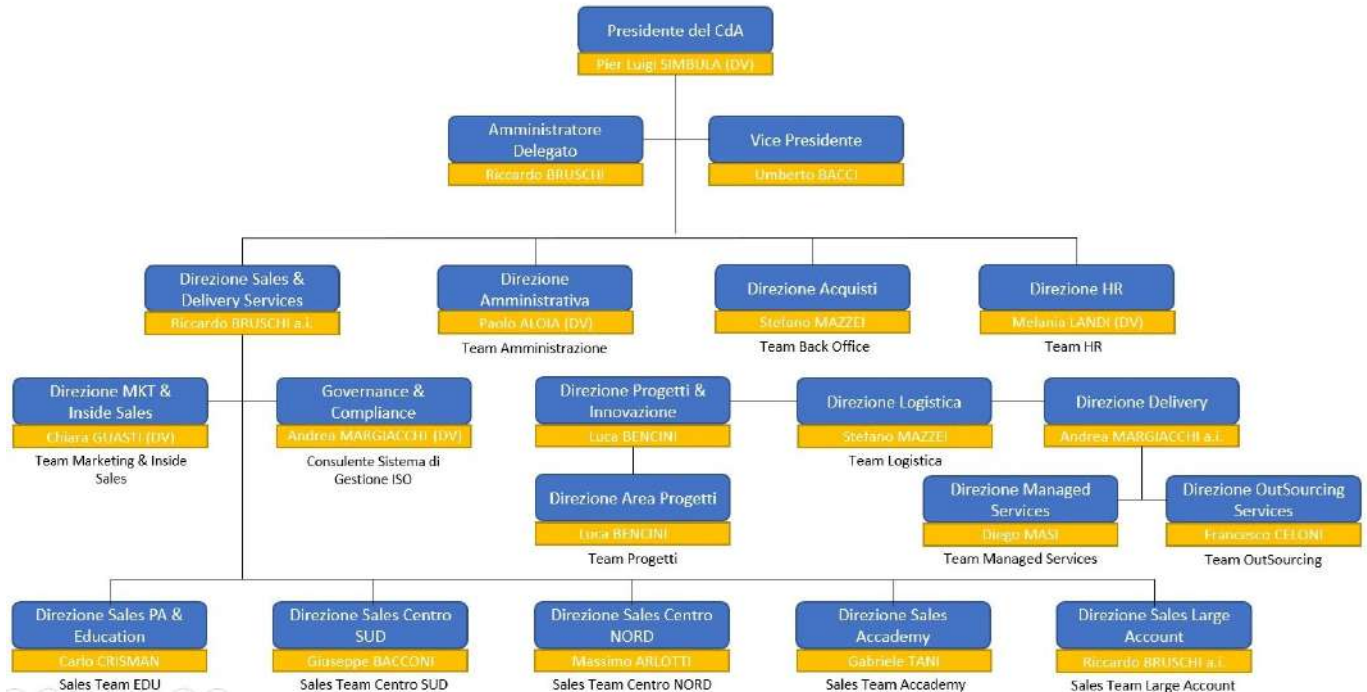 Presidente del CdA
Pier Luigi SIMBULA (DV)
Amministratore
Delegato
Riccardo BRUSCHI
Vice Presidente
Umberto BACCI
Direzione Sales &
Delivery Services
Riccardo BRUSCHI a.i.
Direzione
Amministrativa
Paolo ALOIA (DV)
Team Amministrazione
Direzione Acquisti
Stefano MAZZEI
Team Back Office
Direzione HR
Melania LANDI (DV)
Team HR
Direzione MKT &
Inside Sales
Chiara GUASTI (DV)
Team Marketing & Inside
Sales
Governance &
Compliance
Andrea MARGIACCHI (DV)
Consulente Sistema di
Gestione ISO
Direzione Progetti &
Innovazione
Luca BENCINI
Direzione Logistica
Stefano MAZZEI
Team Logistica
Direzione Delivery
Andrea MARGIACCHI a.i.
Direzione Area Progetti
Luca BENCINI
Team Progetti
Direzione Managed
Services
Diego MASI
Team Managed Services
Direzione OutSourcing
Services
Francesco CELONI
Team OutSourcing
Direzione Sales PA &
Education
Carlo CRISMAN
Sales Team EDU
Direzione Sales Centro
SUD
Giuseppe BACCONI
Sales Team Centro SUD
Direzione Sales Centro
NORD
Massimo ARLOTTI
Sales Team Centro NORD
Direzione Sales
Accademy
Gabriele TANI
Sales Team Accademy
Direzione Sales Large
Account
Riccardo BRUSCHI a.i.
Sales Team Large Account